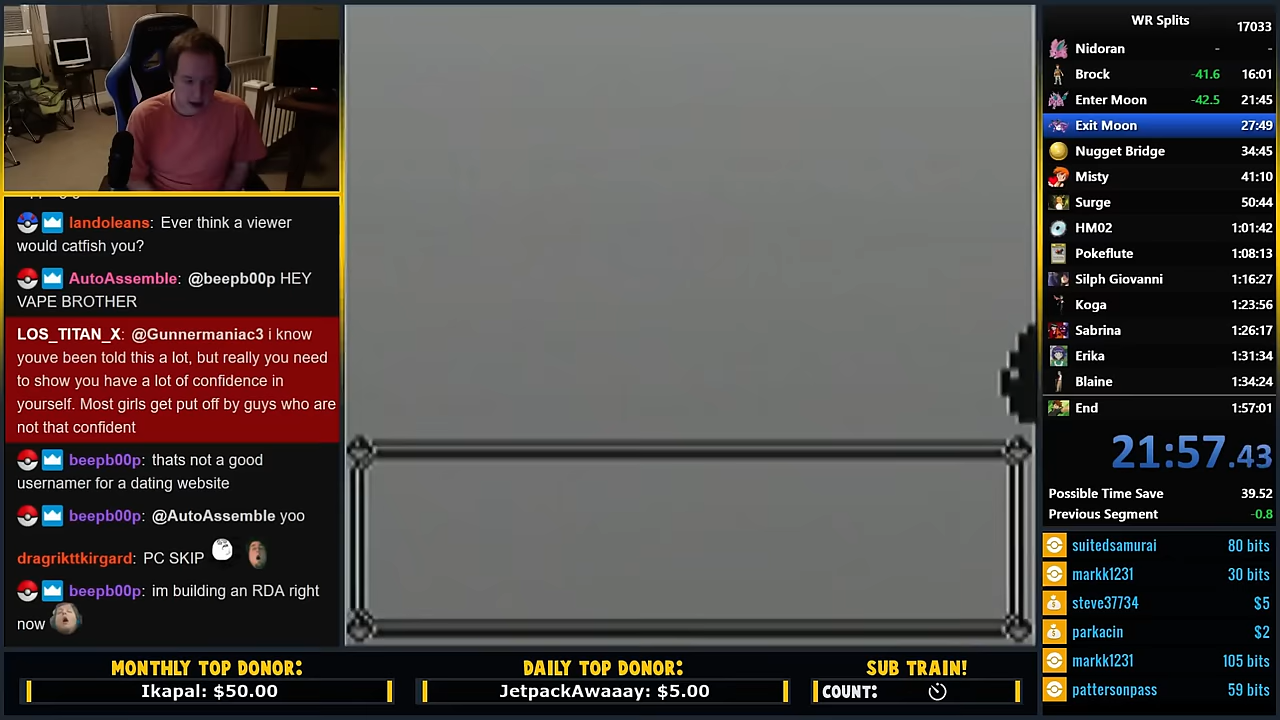 landoleans: Ever think a viewer
would catfish you?
AutoAssemble: @beepb00p HEY
VAPE BROTHER
LOS_TITAN_X: @Gunnermaniac3 i know
youve been told this a lot, but really you need
to show you have a lot of confidence in
yourself. Most girls get put off by guys who are
not that confident
beepb00p: thats not a good
usernamer for a dating website
beepb00p: @AutoAssemble yoo
dragrikttkirgard: PC SKIP
beepb00p: im building an RDA right
now
WR Splits 17033
Nidoran - -
Brock -41.6 16:01
Enter Moon -42.5 21:45
Exit Moon 27:49
Nugget Bridge 34:45
Misty 41:10
Surge 50:44
HM02 1:01:42
Pokeflute 1:08:13
Silph Giovanni 1:16:27
Koga 1:23:56
Sabrina 1:26:17
Erika 1:31:34
Blaine 1:34:24
End 1:57:01
21:57.43
Possible Time Save 39.52
Previous Segment -0.8
suitedsamurai 80 bits
markk1231 30 bits
steve37734 $5
parkacin $2
markk1231 105 bits
pattersonpass 59 bits
MONTHLY TOP DONOR:
Ikapal: $50.00
DAILY TOP DONOR:
JetpackAwaaay: $5.00
SUB TRAIN!
COUNT: